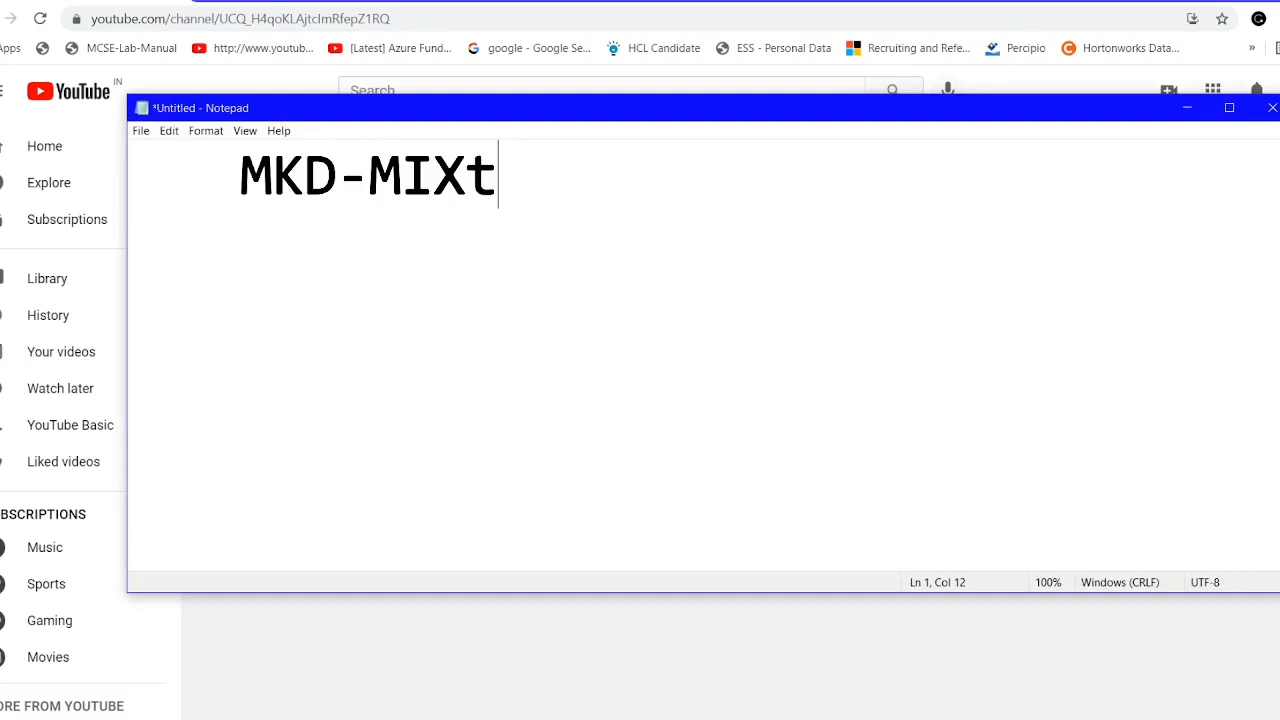 youtube.com/channel/UCQ_H4qoKLAjtcImRfepZ1RQ
Apps MCSE-Lab-Manual http://www.youtub... [Latest] Azure Fund... google - Google Se... HCL Candidate ESS - Personal Data Recruiting and Refe... Percipio Hortonworks Data... »
YouTube IN
Search
*Untitled - Notepad
File Edit Format View Help
MKD-MIXt
Home
Explore
Subscriptions
Library
History
Your videos
Watch later
YouTube Basic
Liked videos
BSCRIPTIONS
Music
Sports
Gaming
Movies
ORE FROM YOUTUBE
Ln 1, Col 12 100% Windows (CRLF) UTF-8